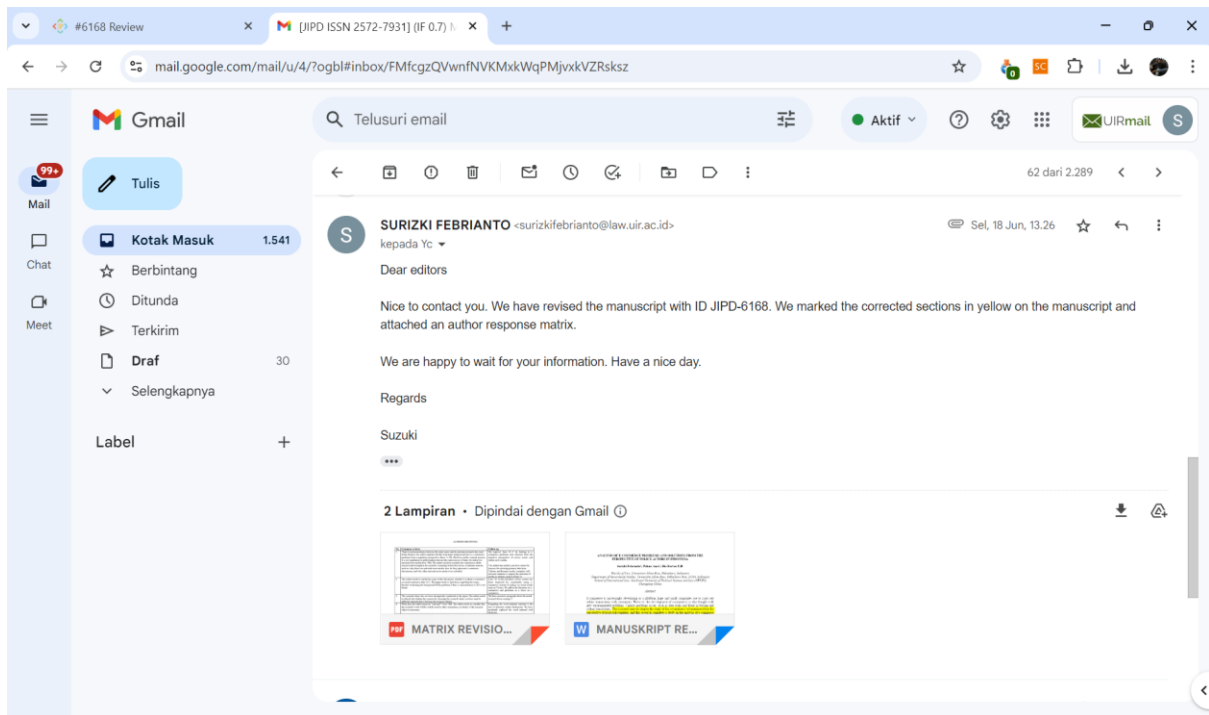 #6168 Review
[JIPD ISSN 2572-7931] (IF 0.7)
mail.google.com/mail/u/4/?ogbl#inbox/FMfcgzQVwnfNVKMxkWqPMjvxkVZRsksz
0
SC
Gmail
Telusuri email
Aktif
UIRmail
S
99+
Mail
Chat
Meet
Tulis
Kotak Masuk 1.541
Berbintang
Ditunda
Terkirim
Draf 30
Selengkapnya
Label
62 dari 2.289
S
SURIZKI FEBRIANTO <surizkifebrianto@law.uir.ac.id>
Sel, 18 Jun, 13.26
kepada Yc
Dear editors
Nice to contact you. We have revised the manuscript with ID JIPD-6168. We marked the corrected sections in yellow on the manuscript and
attached an author response matrix.
We are happy to wait for your information. Have a nice day.
Regards
Suzuki
2 Lampiran • Dipindai dengan Gmail
PDF MATRIX REVISIO...
W MANUSKRIPT RE...